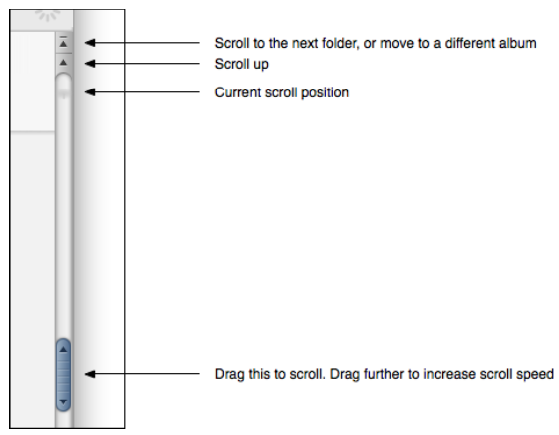 Scroll to the next folder, or move to a different album
Scroll up
Current scroll position
Drag this to scroll. Drag further to increase scroll speed